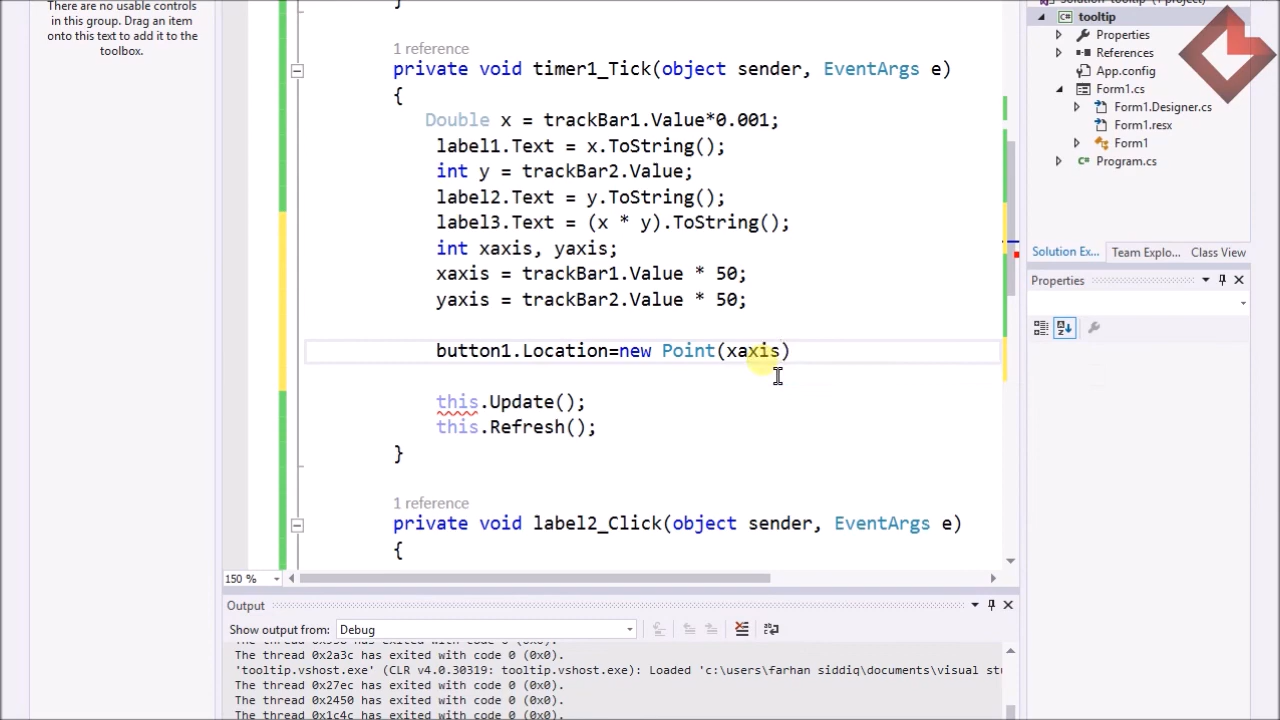 There are no usable controls
in this group. Drag an item
onto this text to add it to the
toolbox.
}
1 reference
private void timer1_Tick(object sender, EventArgs e)
{
Double x = trackBar1.Value*0.001;
label1.Text = x.ToString();
int y = trackBar2.Value;
label2.Text = y.ToString();
label3.Text = (x * y).ToString();
int xaxis, yaxis;
xaxis = trackBar1.Value * 50;
yaxis = trackBar2.Value * 50;
button1.Location=new Point(xaxis)
this.Update();
this.Refresh();
}
1 reference
private void label2_Click(object sender, EventArgs e)
{
150 %
Output
Show output from: Debug
has exited with code 0 (0x0).
The thread 0x2a3c has exited with code 0 (0x0).
'tooltip.vshost.exe' (CLR v4.0.30319: tooltip.vshost.exe): Loaded 'c:\users\farhan siddiq\documents\visual stu
The thread 0x27ec has exited with code 0 (0x0).
The thread 0x2450 has exited with code 0 (0x0).
The thread 0x1c4c has exited with code 0 (0x0).
tooltip
Properties
References
App.config
Form1.cs
Form1.Designer.cs
Form1.resx
Form1
Program.cs
Solution Ex... Team Explo... Class View
Properties